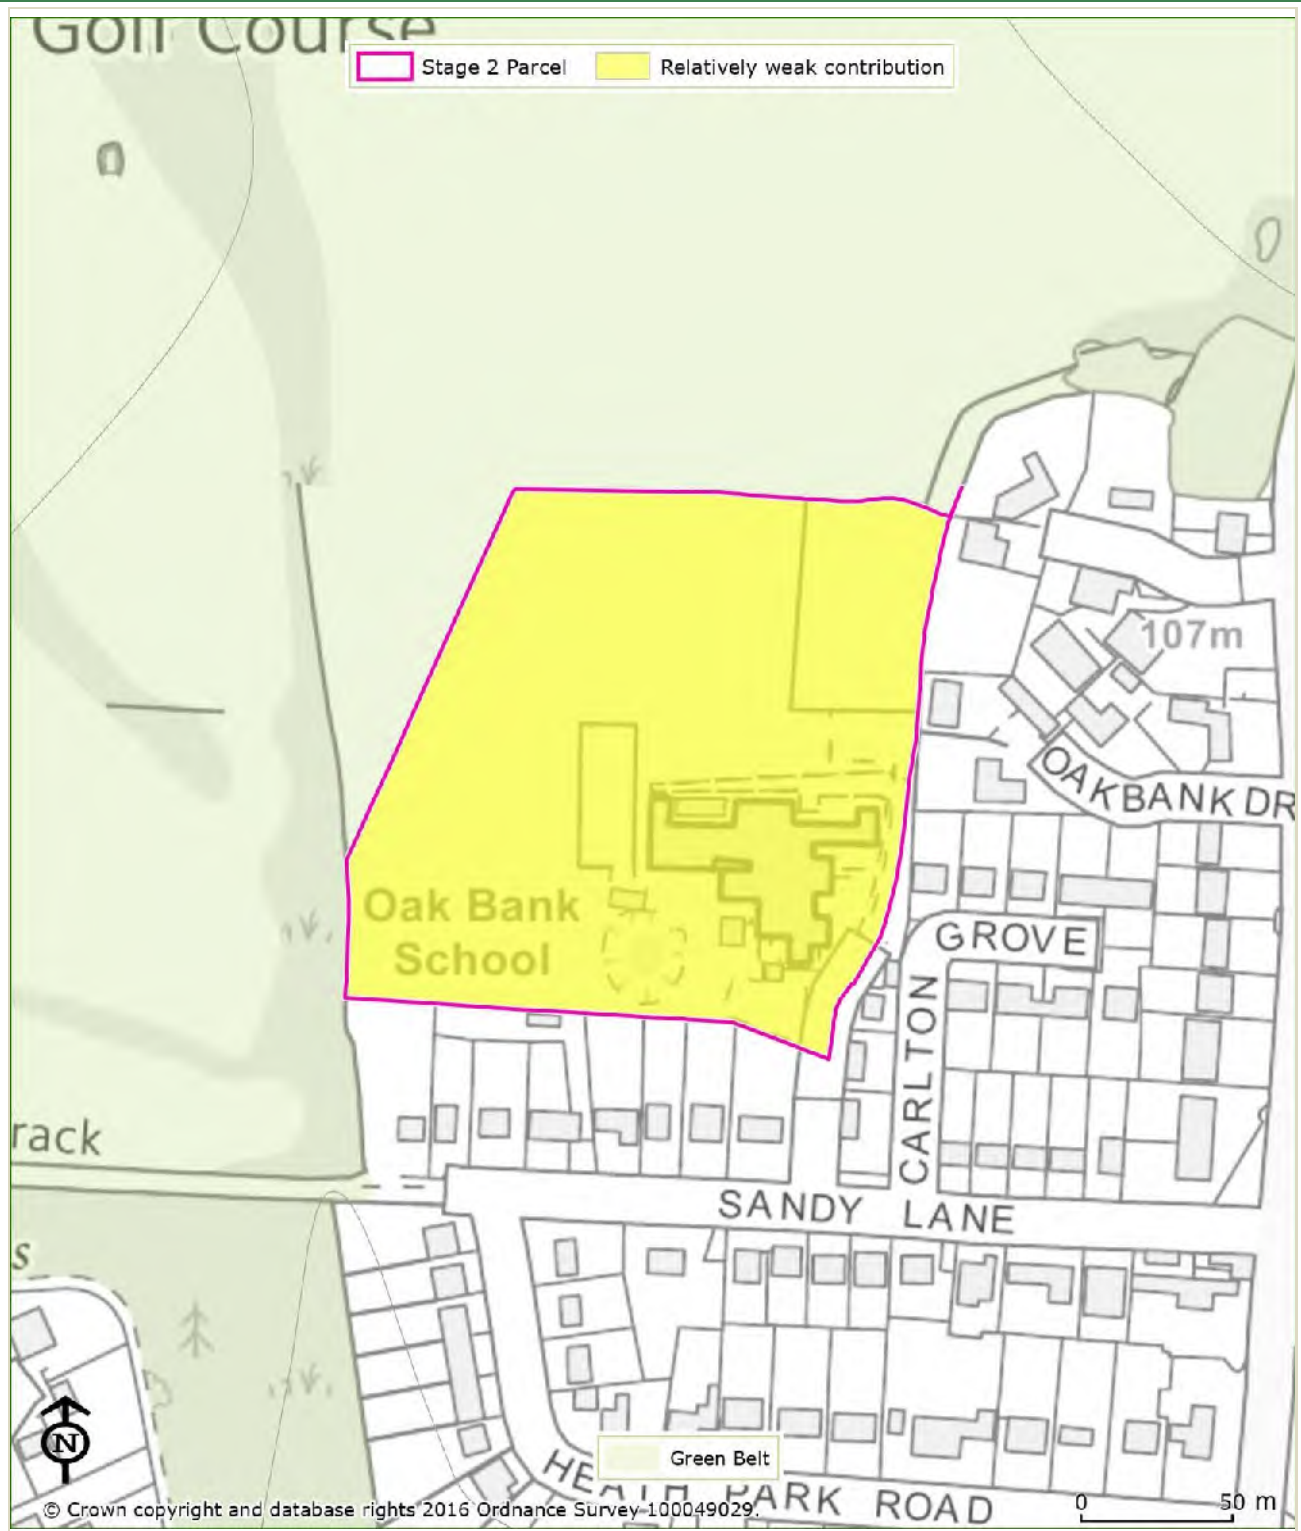 Golf Course
Stage 2 Parcel
Relatively weak contribution
107m
OAKBANK DR
Oak Bank
School
GROVE
CARLTON
rack
SANDY LANE
s
N
Green Belt
HEATH PARK ROAD
0 50 m
© Crown copyright and database rights 2016 Ordnance Survey 100049029.